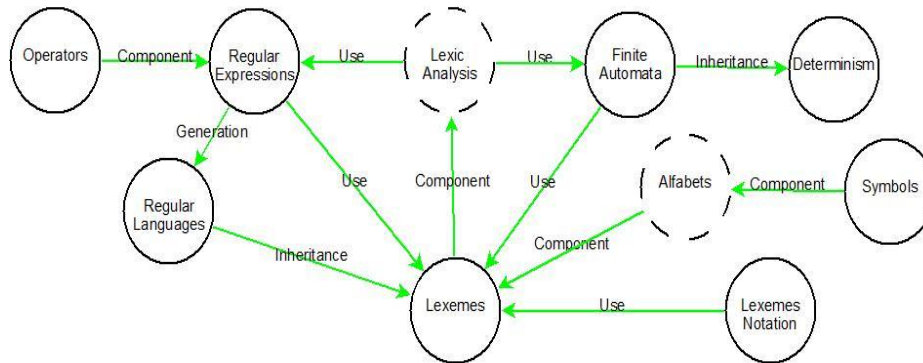 Operators
Component
Regular
Expressions
Use
Lexic
Analysis
Use
Finite
Automata
Inheritance
Determinism
Generation
Use
Component
Use
Alfabets
Component
Symbols
Regular
Languages
Inheritance
Component
Lexemes
Use
Lexemes
Notation